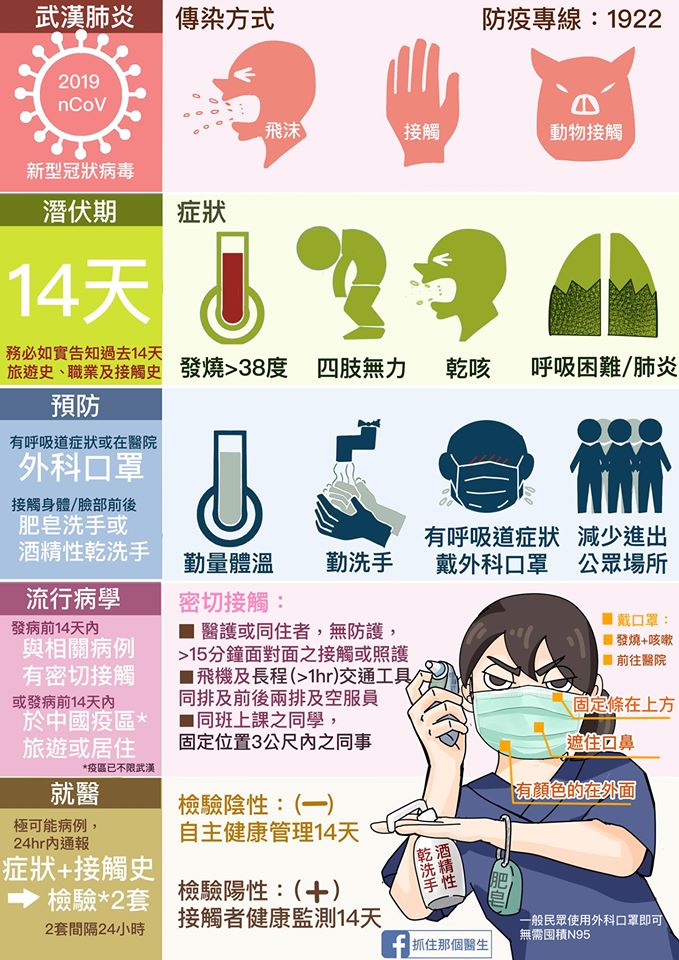 武漢肺炎
2019
nCoV
新型冠狀病毒
傳染方式
防疫專線：1922
飛沫
接觸
動物接觸
潛伏期
14天
務必如實告知過去14天
旅遊史、職業及接觸史
症狀
發燒>38度
四肢無力
乾咳
呼吸困難/肺炎
預防
有呼吸道症狀或在醫院
外科口罩
接觸身體/臉部前後
肥皂洗手或
酒精性乾洗手
勤量體溫
勤洗手
有呼吸道症狀
戴外科口罩
減少進出
公眾場所
流行病學
發病前14天內
與相關病例
有密切接觸
或發病前14天內
於中國疫區*
旅遊或居住
*疫區已不限武漢
密切接觸：
■ 醫護或同住者，無防護，
>15分鐘面對面之接觸或照護
■飛機及長程(>1hr)交通工具
同排及前後兩排及空服員
■同班上課之同學，
固定位置3公尺內之同事
■ 戴口罩：
■ 發燒+咳嗽
■ 前往醫院
固定條在上方
遮住口鼻
有顏色的在外面
就醫
極可能病例，
24hr內通報
症狀+接觸史
➡ 檢驗*2套
2套間隔24小時
檢驗陰性：(—)
自主健康管理14天
檢驗陽性：(+)
接觸者健康監測14天
酒精性
乾洗手
肥皂
一般民眾使用外科口罩即可
無需囤積N95
f 抓住那個醫生